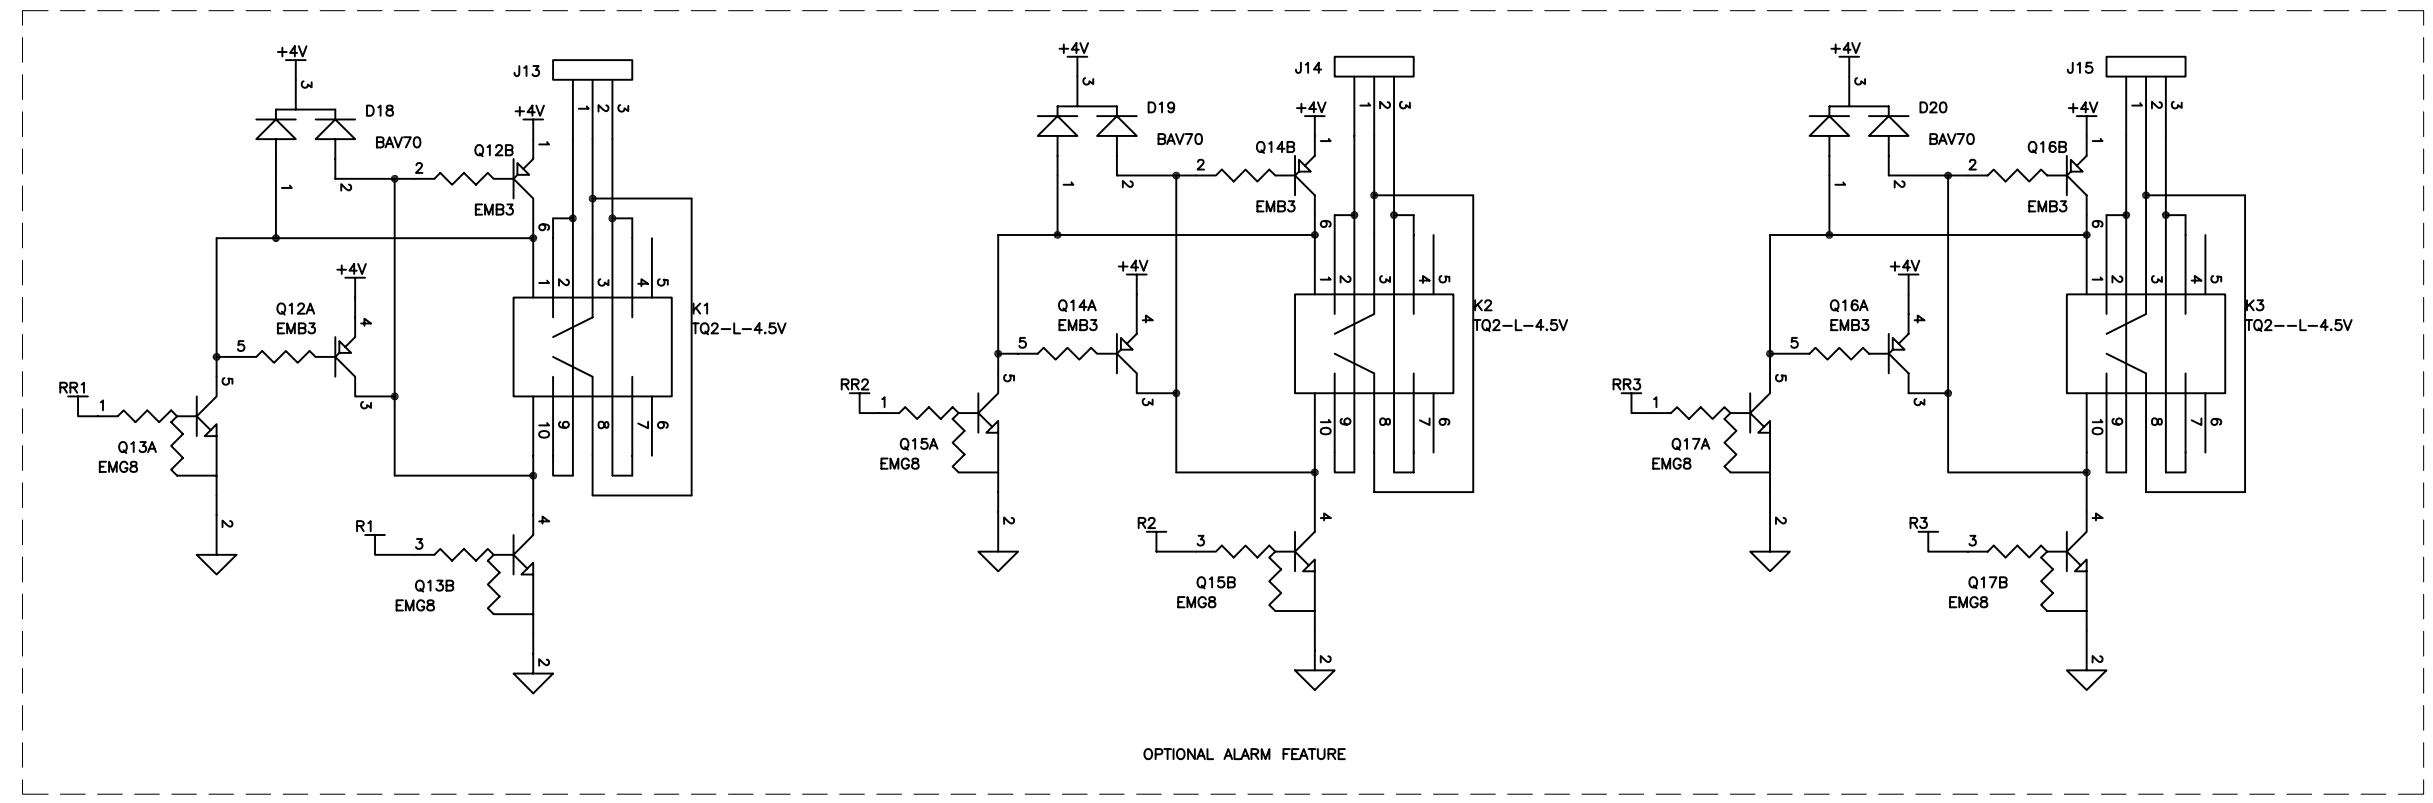 +4V
3
D18
BAV70
1
2
2
Q12B
EMB3
+4V
1
6
J13
1
2
3
1
2
3
4
5
K1
TQ2-L-4.5V
10
9
8
7
6
Q12A
EMB3
+4V
4
5
3
RR1
1
5
Q13A
EMG8
2
R1
3
4
Q13B
EMG8
2
+4V
3
D19
BAV70
1
2
2
Q14B
EMB3
+4V
1
6
J14
1
2
3
1
2
3
4
5
K2
TQ2-L-4.5V
10
9
8
7
6
Q14A
EMB3
+4V
4
5
3
RR2
1
5
Q15A
EMG8
2
R2
3
4
Q15B
EMG8
2
+4V
3
D20
BAV70
1
2
2
Q16B
EMB3
+4V
1
6
J15
1
2
3
1
2
3
4
5
K3
TQ2--L-4.5V
10
9
8
7
6
Q16A
EMB3
+4V
4
5
3
RR3
1
5
Q17A
EMG8
2
R3
3
4
Q17B
EMG8
2
OPTIONAL ALARM FEATURE